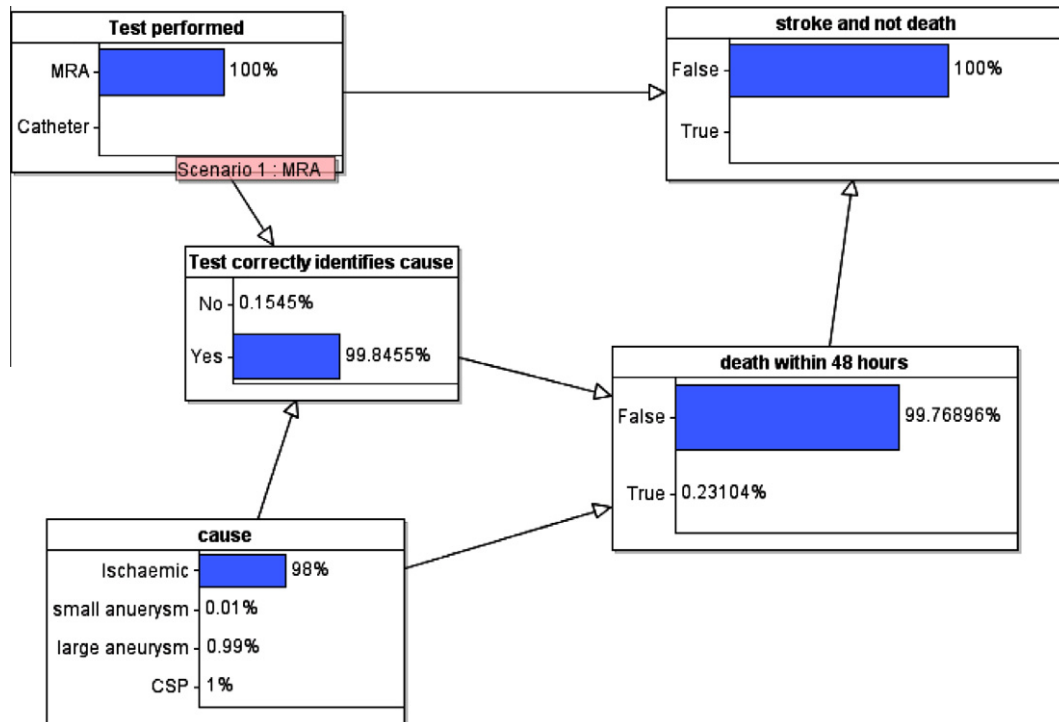 Test performed
MRA
100%
Catheter
Scenario 1 : MRA
stroke and not death
False
100%
True
Test correctly identifies cause
No
0.1545%
Yes
99.8455%
death within 48 hours
False
99.76896%
True
0.23104%
cause
Ischaemic
98%
small anuerysm
0.01%
large aneurysm
0.99%
CSP
1%